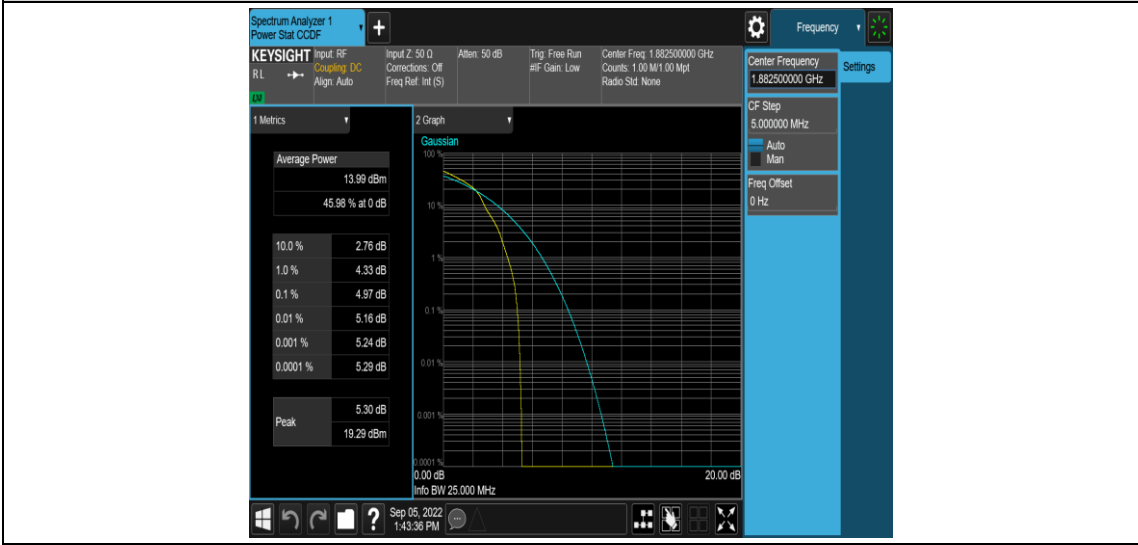 Spectrum Analyzer 1
Power Stat CCDF
Frequency
KEYSIGHT
RL
LM
Input: RF
Coupling: DC
Align: Auto
Input Z: 50 Ω
Corrections: Off
Freq Ref: Int (S)
Atten: 50 dB
Trig: Free Run
#IF Gain: Low
Center Freq: 1.882500000 GHz
Counts: 1.00 M/1.00 Mpt
Radio Std: None
Center Frequency
1.882500000 GHz
Settings
CF Step
5.000000 MHz
Auto
Man
Freq Offset
0 Hz
1 Metrics
Average Power
13.99 dBm
45.98 % at 0 dB
10.0 % 2.76 dB
1.0 % 4.33 dB
0.1 % 4.97 dB
0.01 % 5.16 dB
0.001 % 5.24 dB
0.0001 % 5.29 dB
Peak
5.30 dB
19.29 dBm
2 Graph
Gaussian
100 %
10 %
1 %
0.1 %
0.01 %
0.001 %
0.0001 %
0.00 dB
20.00 dB
Info BW 25.000 MHz
?
Sep 05, 2022
1:43:36 PM